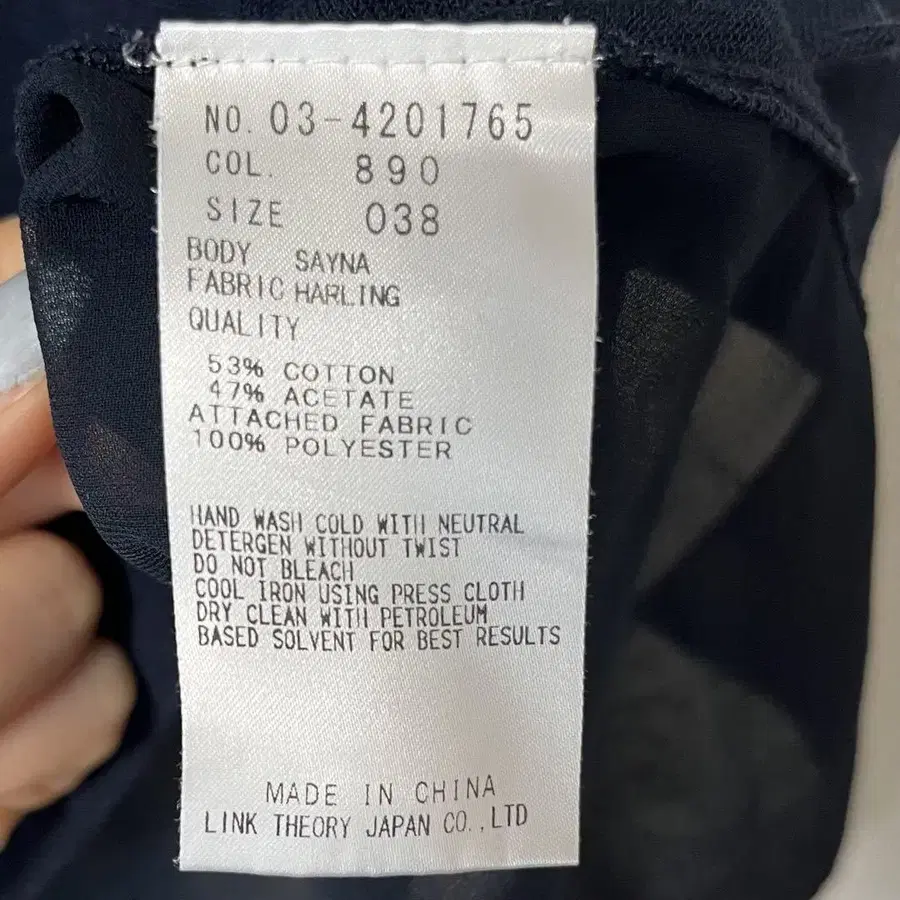 NO. 03-4201765
COL. 890
SIZE 038
BODY SAYNA
FABRIC HARLING
QUALITY
53% COTTON
47% ACETATE
ATTACHED FABRIC
100% POLYESTER
HAND WASH COLD WITH NEUTRAL
DETERGEN WITHOUT TWIST
DO NOT BLEACH
COOL IRON USING PRESS CLOTH
DRY CLEAN WITH PETROLEUM
BASED SOLVENT FOR BEST RESULTS
MADE IN CHINA
LINK THEORY JAPAN CO.,LTD